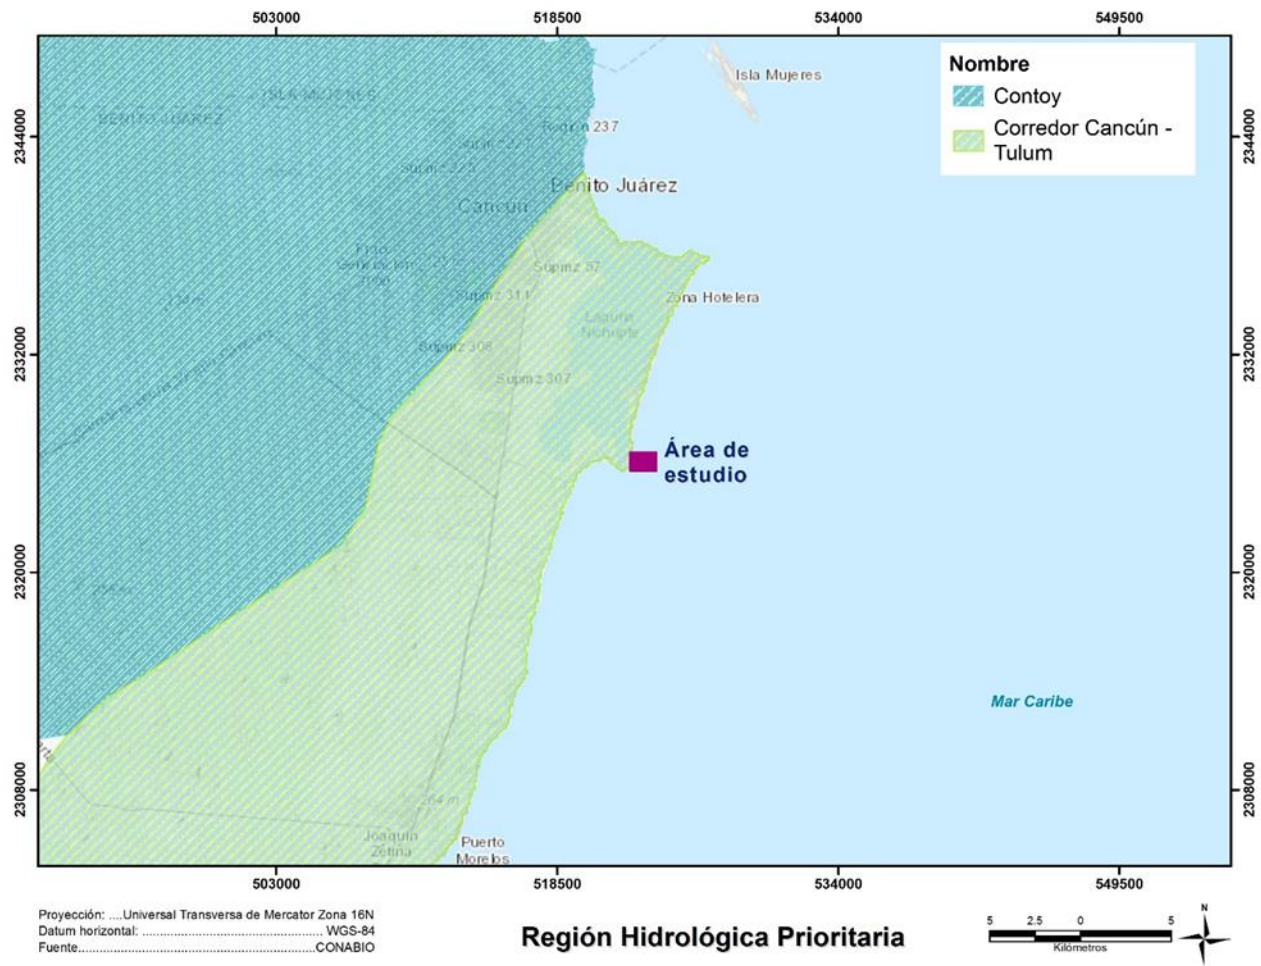 503000 518500 534000 549500
Nombre
Contoy
Corredor Cancún -
Tulum
Isla Mujeres
ISLA MUJERES
BENITO JUÁREZ
Región 237
Benito Juárez
Cancún
Supmz 57
Zona Hotelera
Supmz 311
Laguna
Nichupte
Supmz 308
Supmz 307
Área de
estudio
Mar Caribe
264 m
Joaquín
Zetina
Puerto
Morelos
2344000 2344000
2332000 2332000
2320000 2320000
2308000 2308000
503000 518500 534000 549500
Proyección: ....Universal Transversa de Mercator Zona 16N
Datum horizontal: ........................................................ WGS-84
Fuente.........................................................................CONABIO
Región Hidrológica Prioritaria
5 2.5 0 5
Kilómetros
N